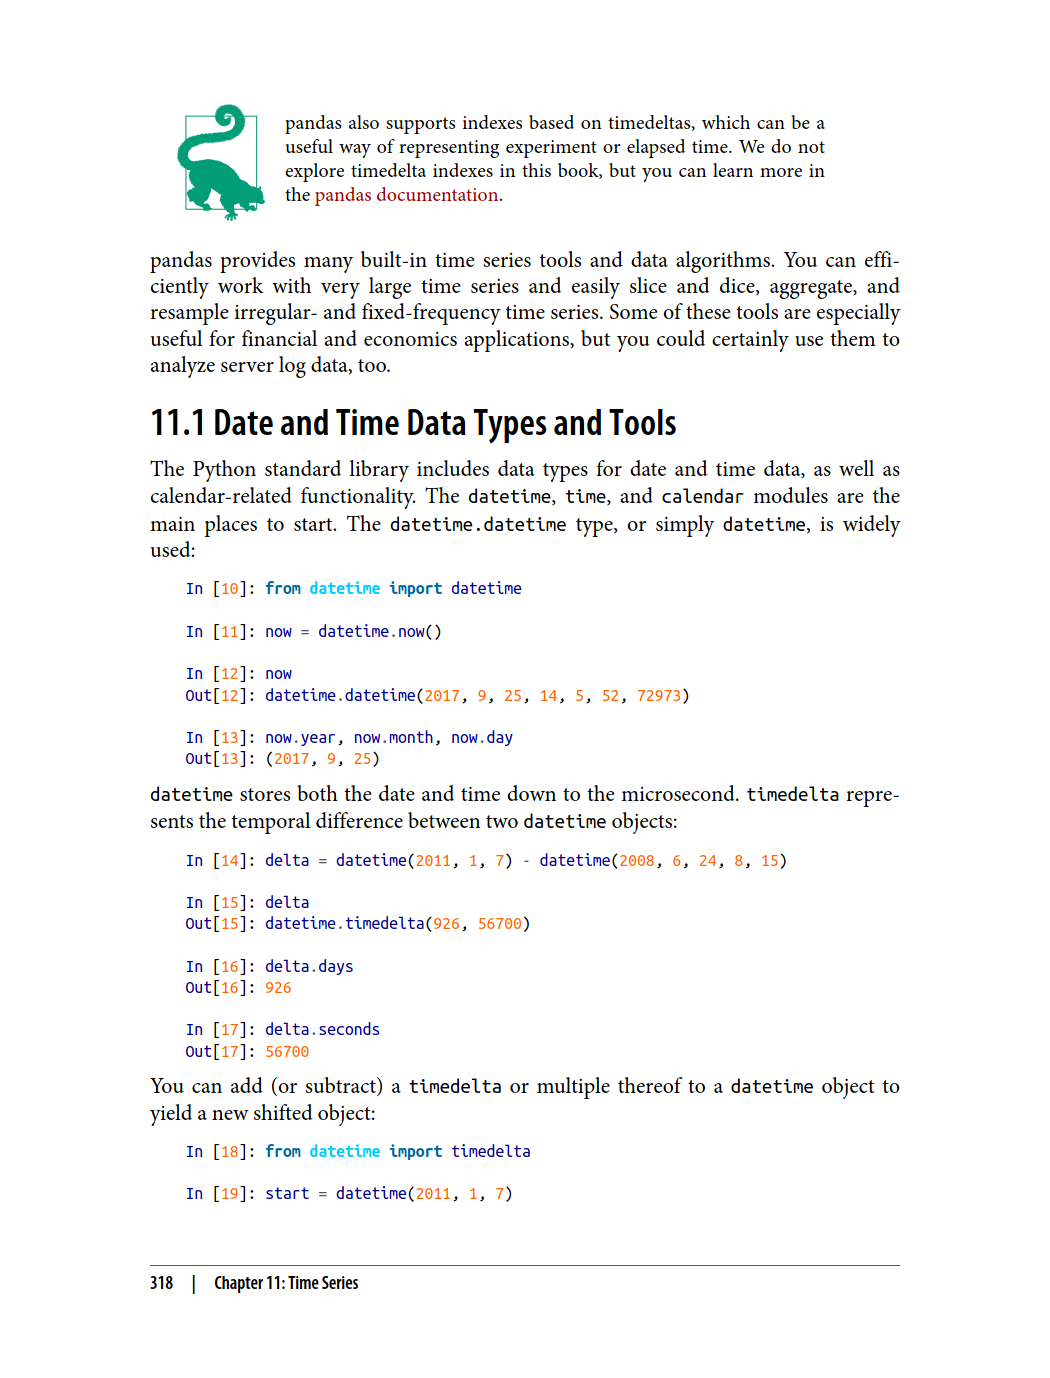 pandas also supports indexes based on timedeltas, which can be a
useful way of representing experiment or elapsed time. We do not
explore timedelta indexes in this book, but you can learn more in
the pandas documentation.
pandas provides many built-in time series tools and data algorithms. You can effi-
ciently work with very large time series and easily slice and dice, aggregate, and
resample irregular- and fixed-frequency time series. Some of these tools are especially
useful for financial and economics applications, but you could certainly use them to
analyze server log data, too.
11.1 Date and Time Data Types and Tools
The Python standard library includes data types for date and time data, as well as
calendar-related functionality. The datetime, time, and calendar modules are the
main places to start. The datetime.datetime type, or simply datetime, is widely
used:
In [10]: from datetime import datetime
In [11]: now = datetime.now()
In [12]: now
Out[12]: datetime.datetime(2017, 9, 25, 14, 5, 52, 72973)
In [13]: now.year, now.month, now.day
Out[13]: (2017, 9, 25)
datetime stores both the date and time down to the microsecond. timedelta repre-
sents the temporal difference between two datetime objects:
In [14]: delta = datetime(2011, 1, 7) - datetime(2008, 6, 24, 8, 15)
In [15]: delta
Out[15]: datetime.timedelta(926, 56700)
In [16]: delta.days
Out[16]: 926
In [17]: delta.seconds
Out[17]: 56700
You can add (or subtract) a timedelta or multiple thereof to a datetime object to
yield a new shifted object:
In [18]: from datetime import timedelta
In [19]: start = datetime(2011, 1, 7)
318 | Chapter 11: Time Series